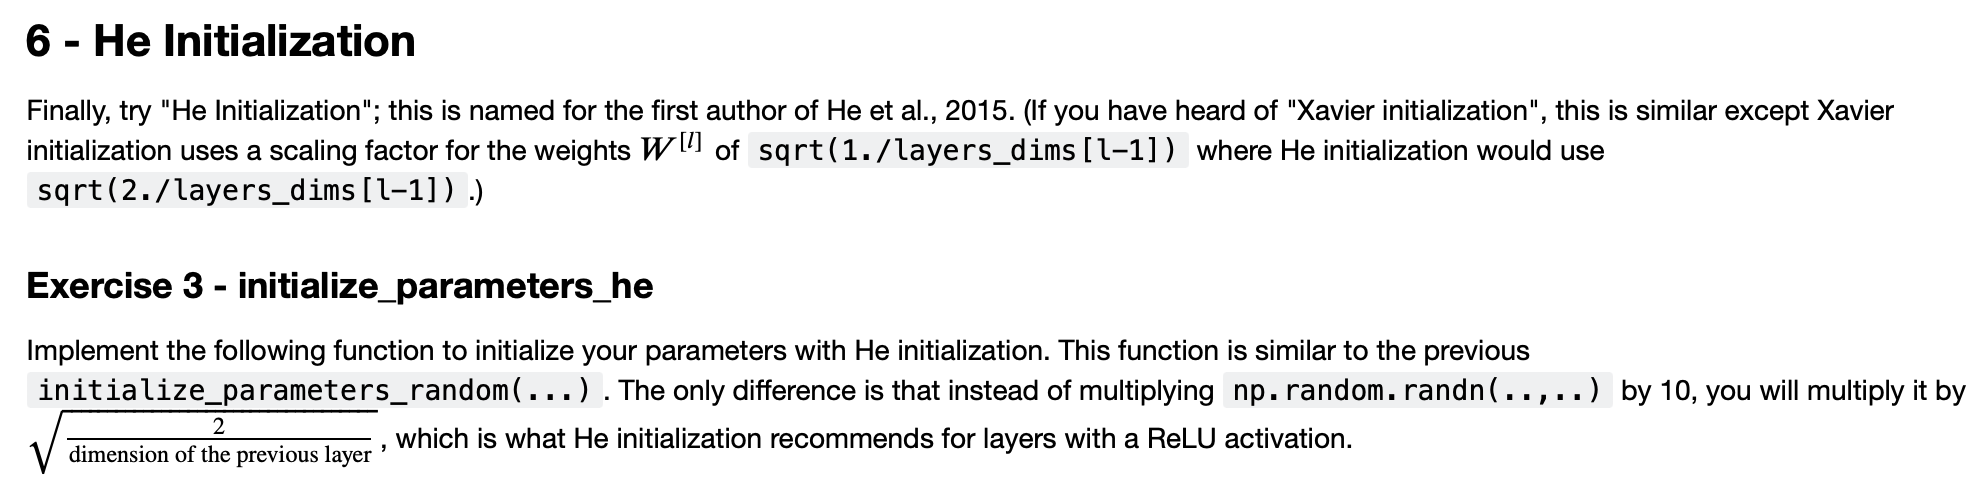 6 - He Initialization
Finally, try "He Initialization"; this is named for the first author of He et al., 2015. (If you have heard of "Xavier initialization", this is similar except Xavier
initialization uses a scaling factor for the weights W^{[l]} of sqrt(1./layers_dims[l-1]) where He initialization would use
sqrt(2./layers_dims[l-1]).)
Exercise 3 - initialize_parameters_he
Implement the following function to initialize your parameters with He initialization. This function is similar to the previous
initialize_parameters_random(...). The only difference is that instead of multiplying np.random.randn(..,..) by 10, you will multiply it by
\sqrt{\frac{2}{\text{dimension of the previous layer}}}, which is what He initialization recommends for layers with a ReLU activation.